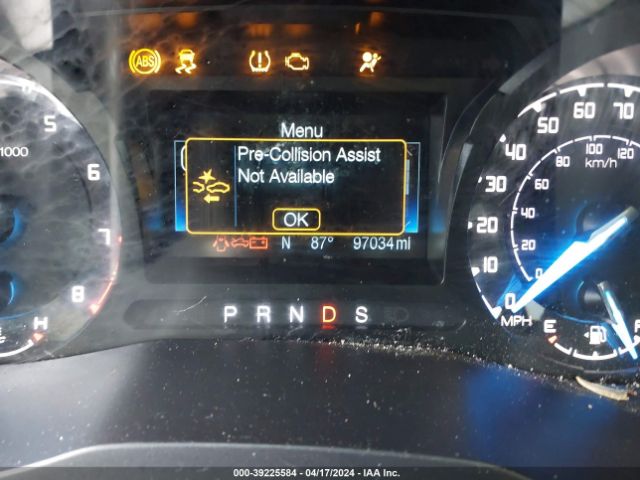 ABS
Menu
Pre-Collision Assist
Not Available
OK
N 87° 97034mi
P R N D S
1000
5
6
7
8
H
0 10 20 30 40 50 60 70
0 20 40 60 80 100 120
km/h
MPH
E
000-39225584 - 04/17/2024 - IAA Inc.